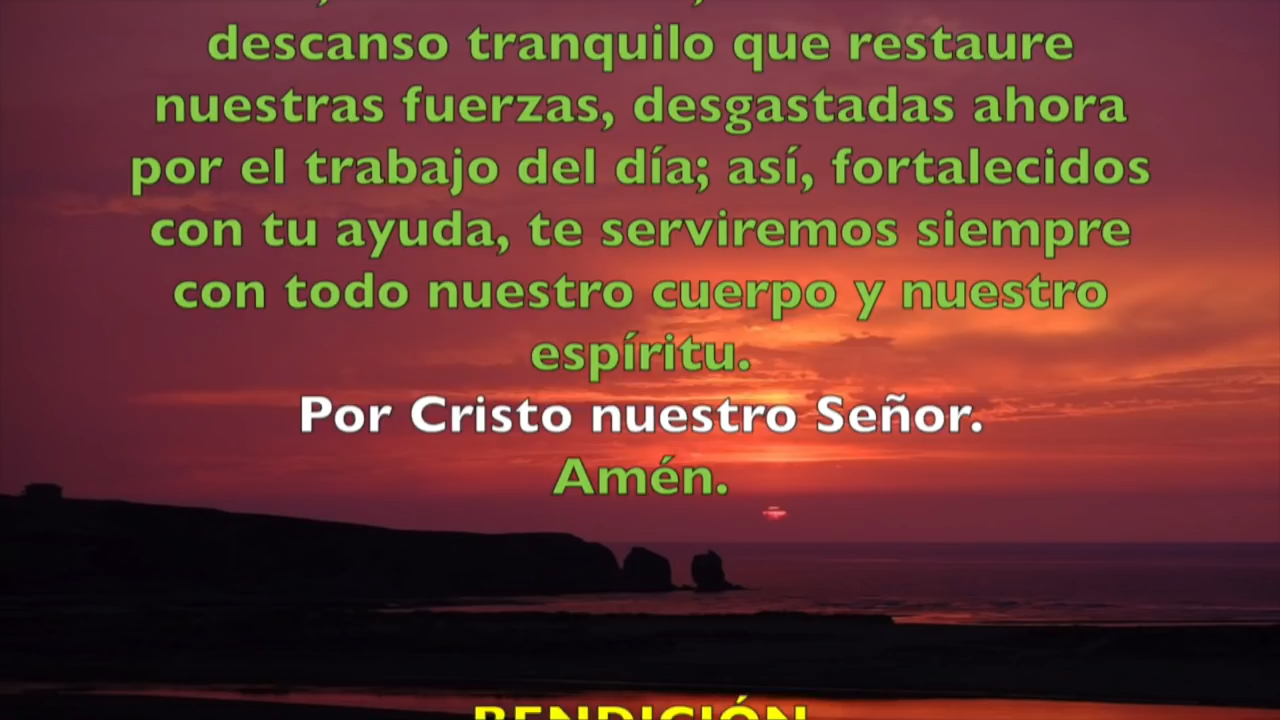 descanso tranquilo que restaure
nuestras fuerzas, desgastadas ahora
por el trabajo del día; así, fortalecidos
con tu ayuda, te serviremos siempre
con todo nuestro cuerpo y nuestro
espíritu.
Por Cristo nuestro Señor.
Amén.
BENDICIÓN